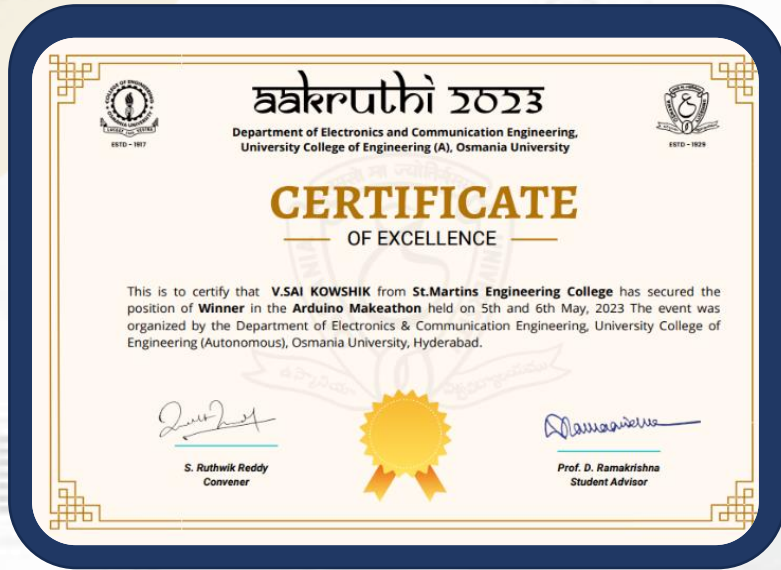 aakruthi 2023
Department of Electronics and Communication Engineering,
University College of Engineering (A), Osmania University
ESTD – 1917
ESTD – 1929
CERTIFICATE
OF EXCELLENCE
This is to certify that V.SAI KOWSHIK from St.Martins Engineering College has secured the
position of Winner in the Arduino Makeathon held on 5th and 6th May, 2023 The event was
organized by the Department of Electronics & Communication Engineering, University College of
Engineering (Autonomous), Osmania University, Hyderabad.
S. Ruthwik Reddy
Convener
Prof. D. Ramakrishna
Student Advisor